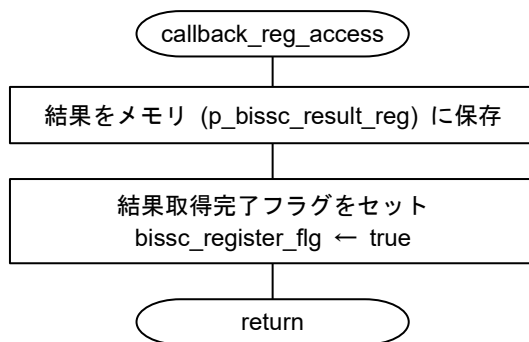 callback_reg_access
結果をメモリ (p_bissc_result_reg) に保存
結果取得完了フラグをセット
bissc_register_flg ← true
return